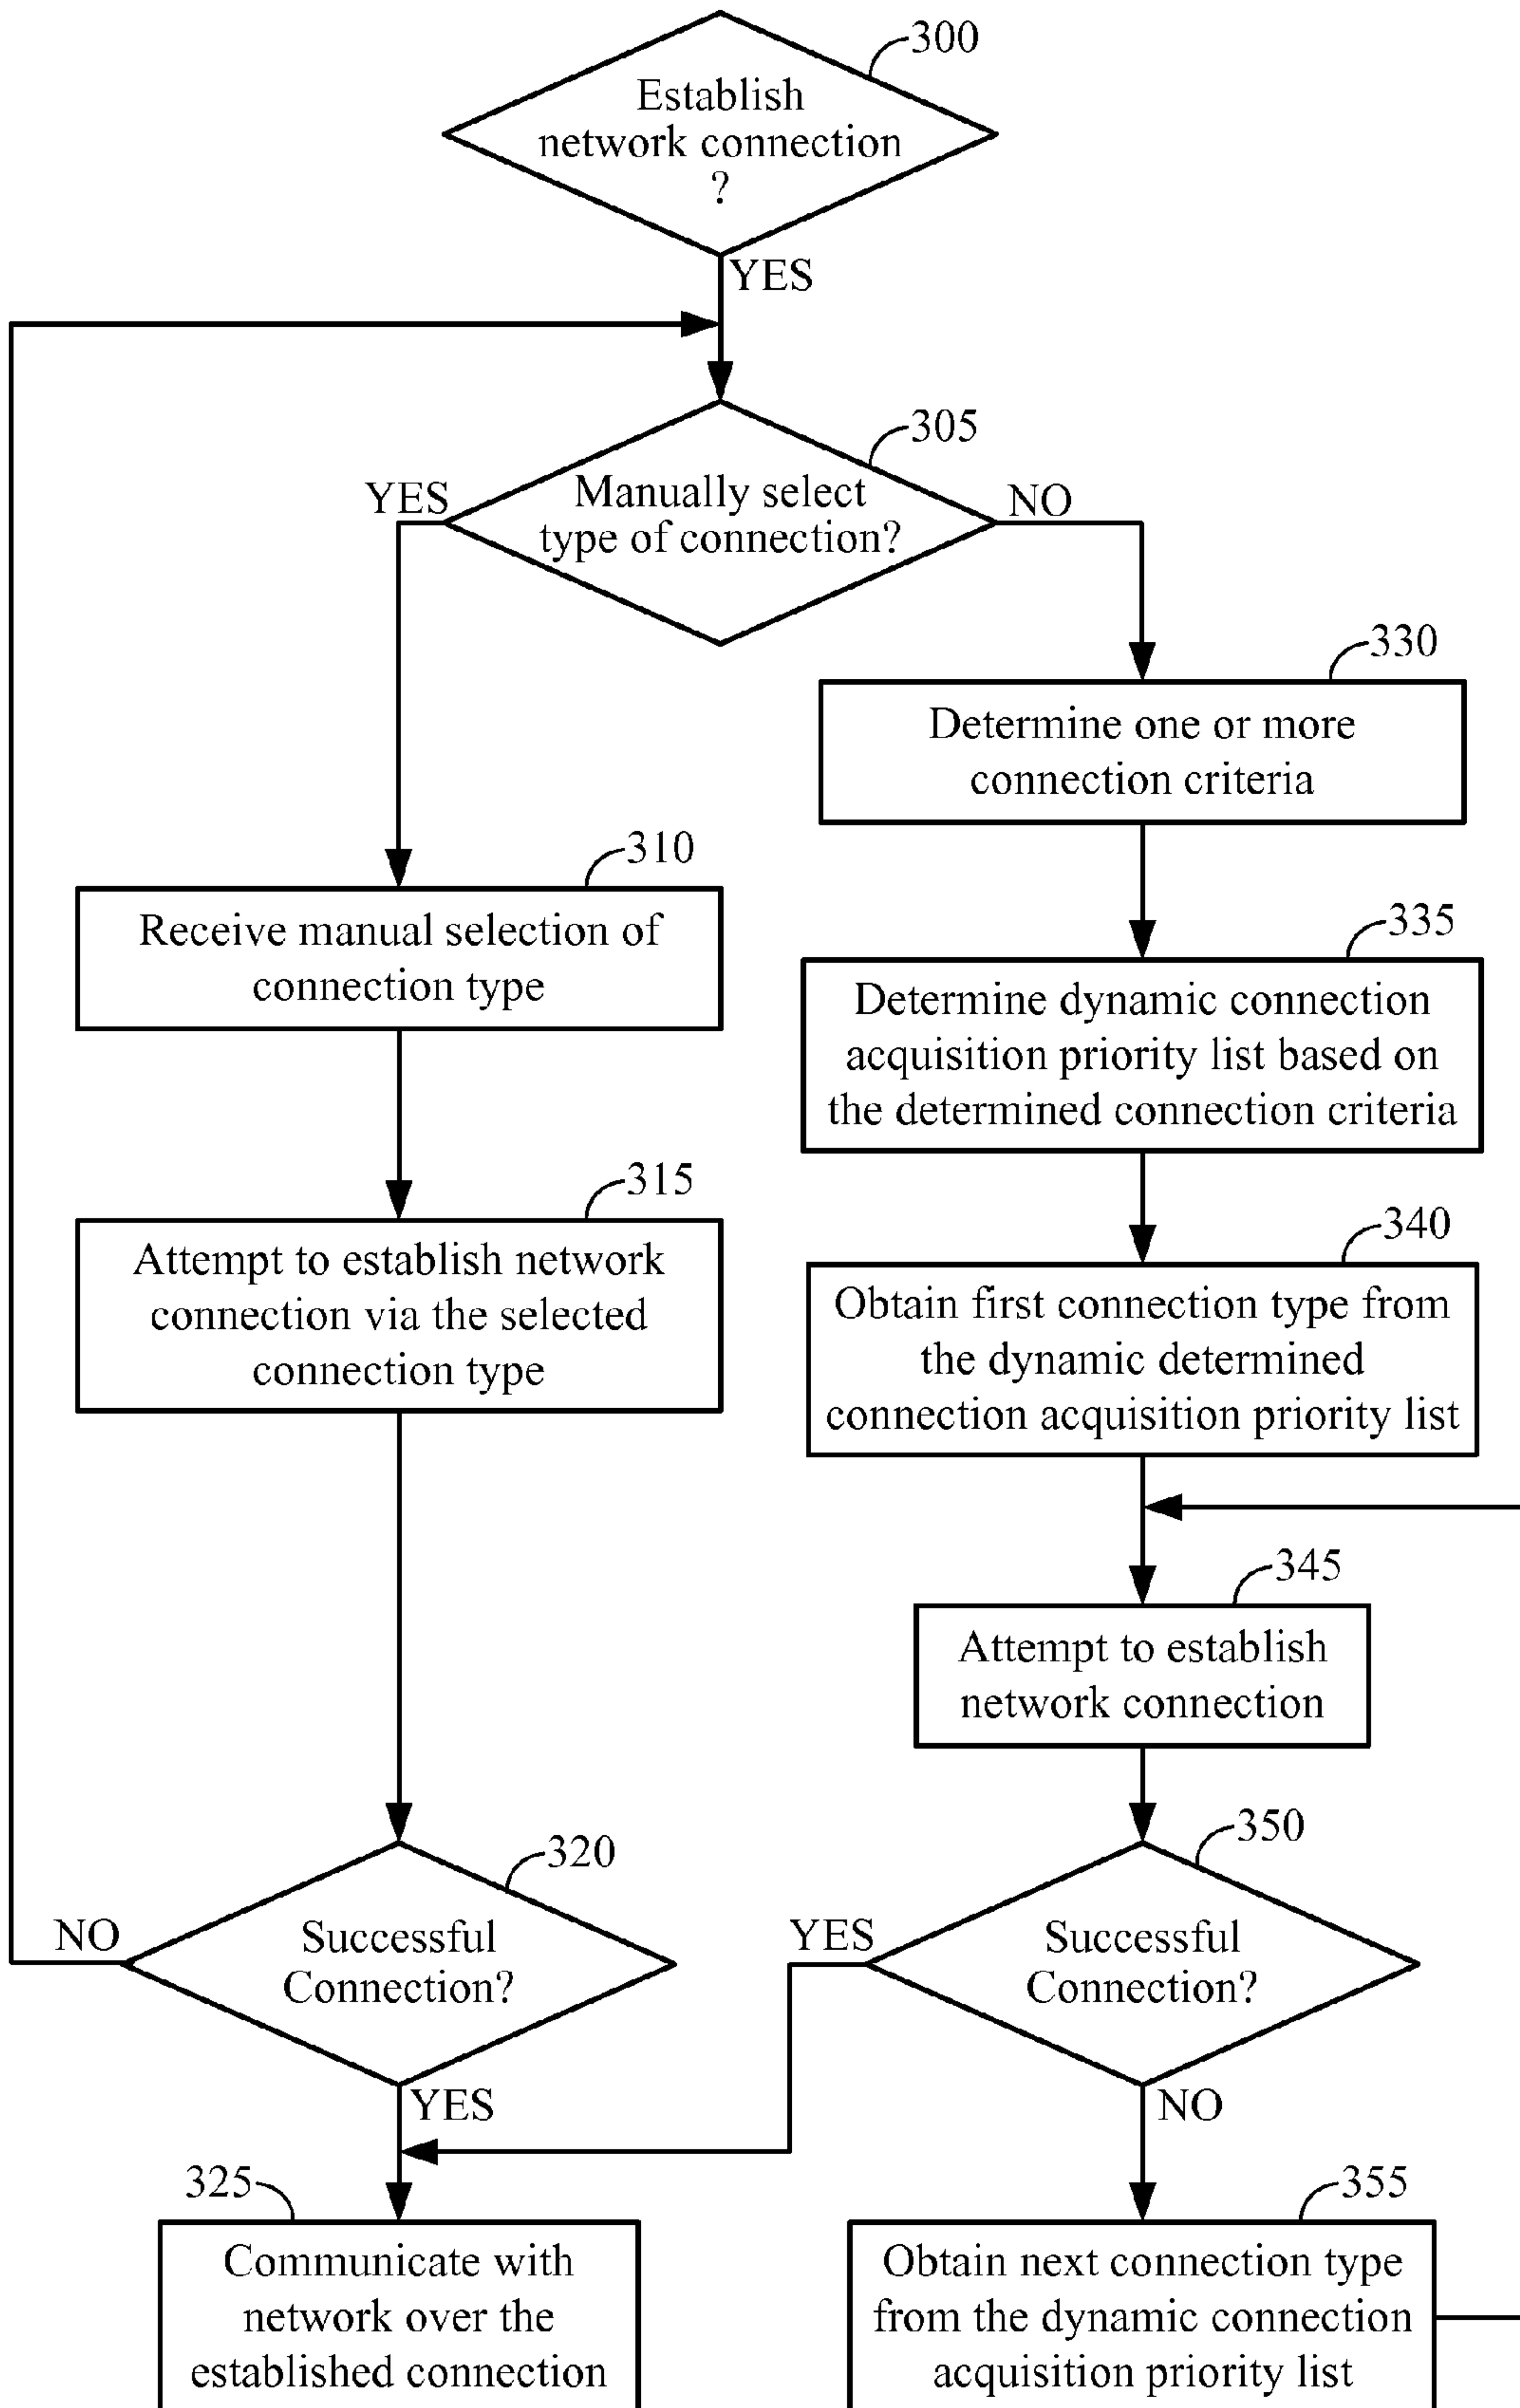 300
Establish
network connection
?
YES
305
Manually select
type of connection?
YES
NO
330
Determine one or more
connection criteria
310
Receive manual selection of
connection type
335
Determine dynamic connection
acquisition priority list based on
the determined connection criteria
315
Attempt to establish network
connection via the selected
connection type
340
Obtain first connection type from
the dynamic determined
connection acquisition priority list
345
Attempt to establish
network connection
320
Successful
Connection?
NO
YES
350
Successful
Connection?
YES
NO
325
Communicate with
network over the
established connection
355
Obtain next connection type
from the dynamic connection
acquisition priority list